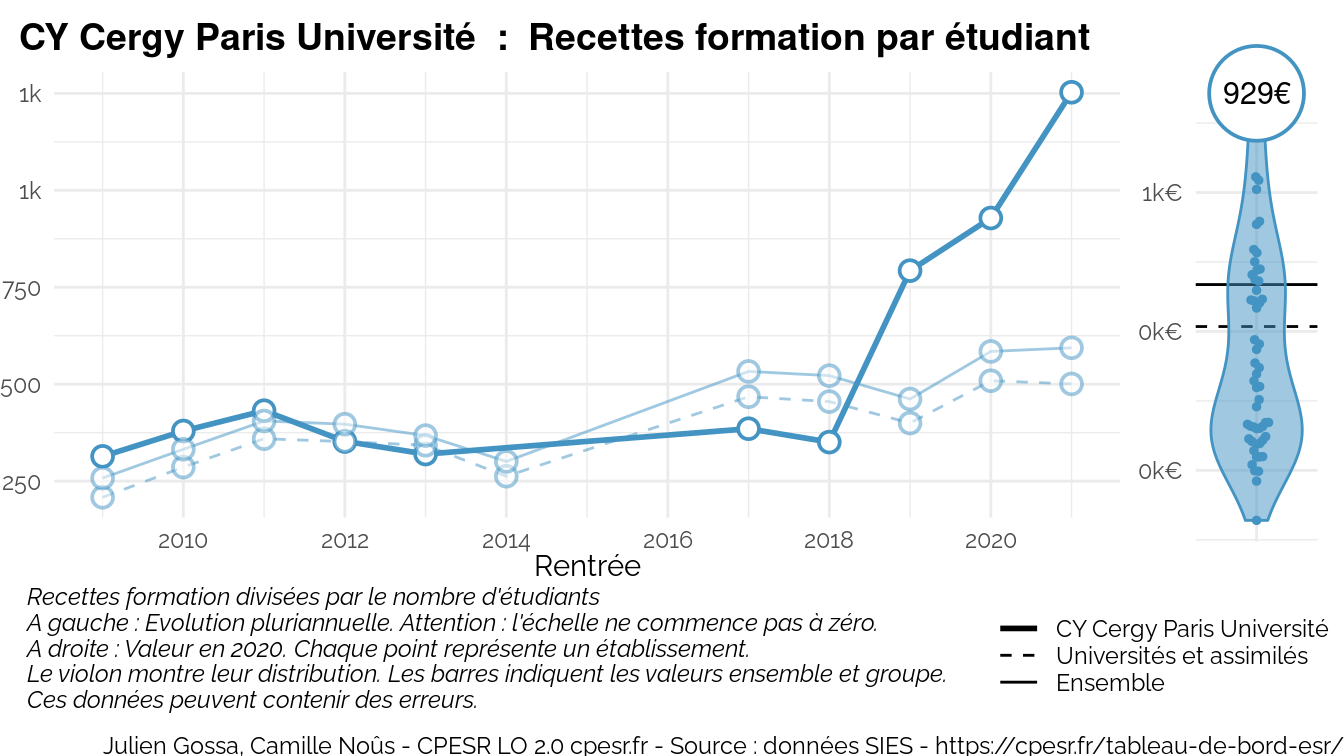 CY Cergy Paris Université : Recettes formation par étudiant
1k
1k
750
500
250
2010 2012 2014 2016 2018 2020
Rentrée
929€
1k€
0k€
0k€
Recettes formation divisées par le nombre d'étudiants
A gauche : Evolution pluriannuelle. Attention : l'échelle ne commence pas à zéro.
A droite : Valeur en 2020. Chaque point représente un établissement.
Le violon montre leur distribution. Les barres indiquent les valeurs ensemble et groupe.
Ces données peuvent contenir des erreurs.
CY Cergy Paris Université
Universités et assimilés
Ensemble
Julien Gossa, Camille Noûs - CPESR LO 2.0 cpesr.fr - Source : données SIES - https://cpesr.fr/tableau-de-bord-esr/